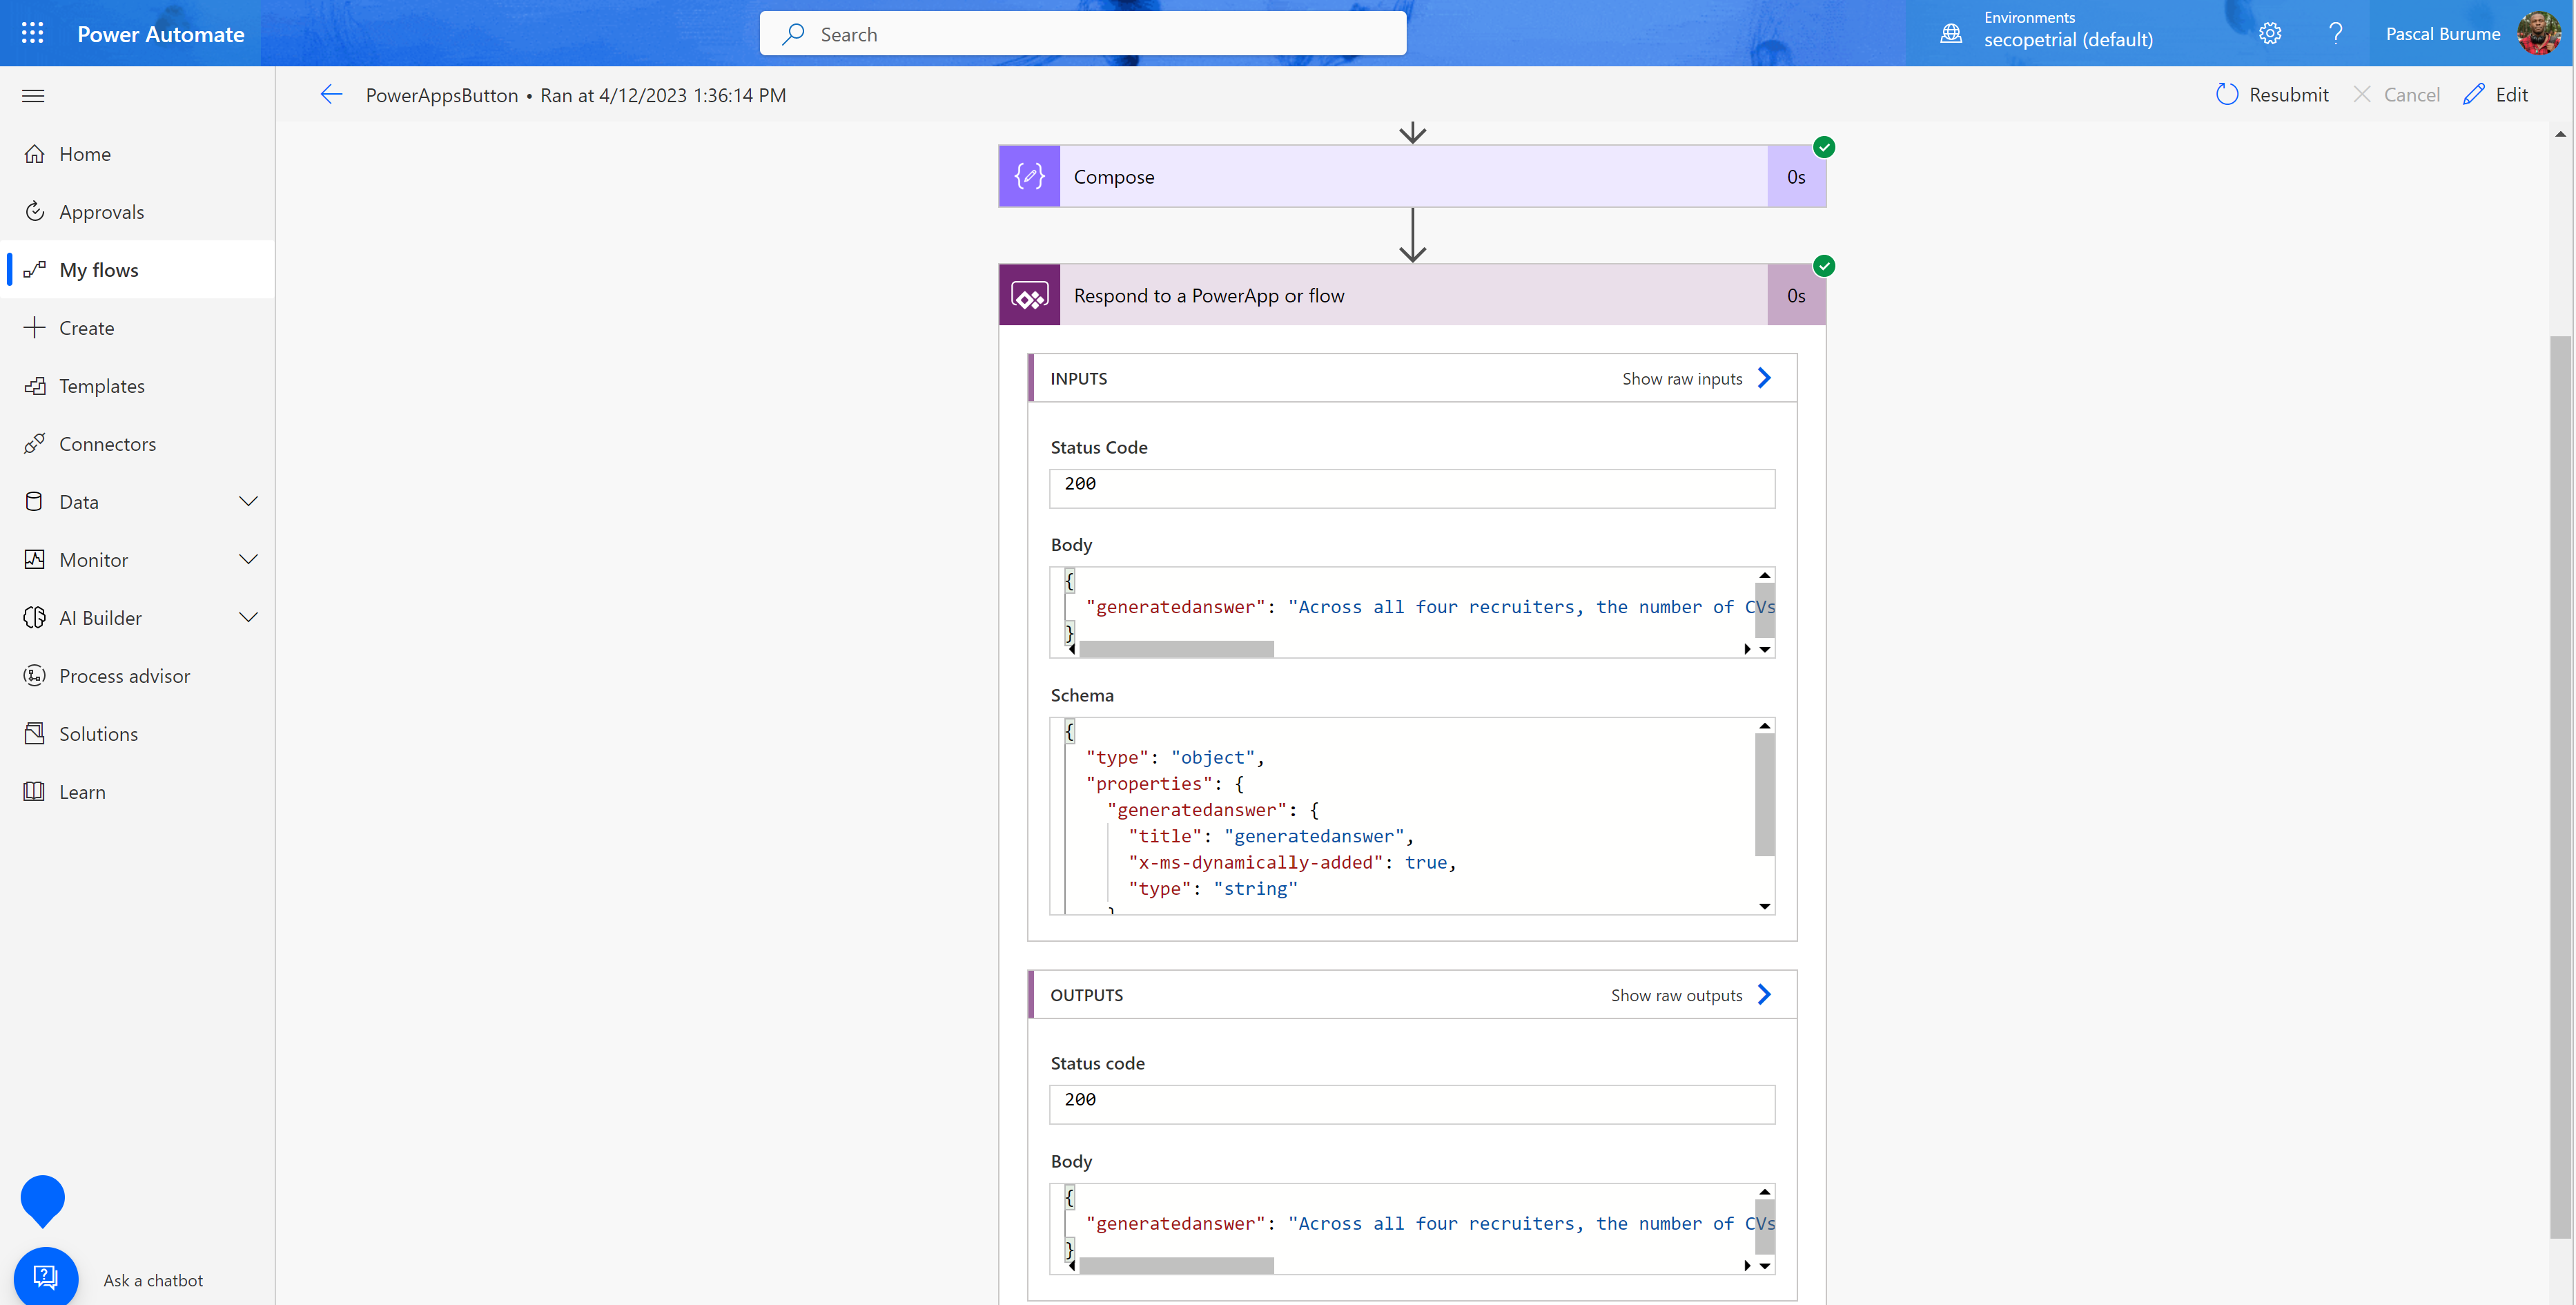 Power Automate
Search
Environments
secopetrial (default)
?
Pascal Burume
PowerAppsButton • Ran at 4/12/2023 1:36:14 PM
Resubmit
Cancel
Edit
Home
Approvals
My flows
Create
Templates
Connectors
Data
Monitor
AI Builder
Process advisor
Solutions
Learn
Ask a chatbot
Compose
0s
Respond to a PowerApp or flow
0s
INPUTS
Show raw inputs
Status Code
200
Body
{
"generatedanswer": "Across all four recruiters, the number of CVs
}
Schema
{
"type": "object",
"properties": {
"generatedanswer": {
"title": "generatedanswer",
"x-ms-dynamically-added": true,
"type": "string"
}
OUTPUTS
Show raw outputs
Status code
200
Body
{
"generatedanswer": "Across all four recruiters, the number of CVs
}